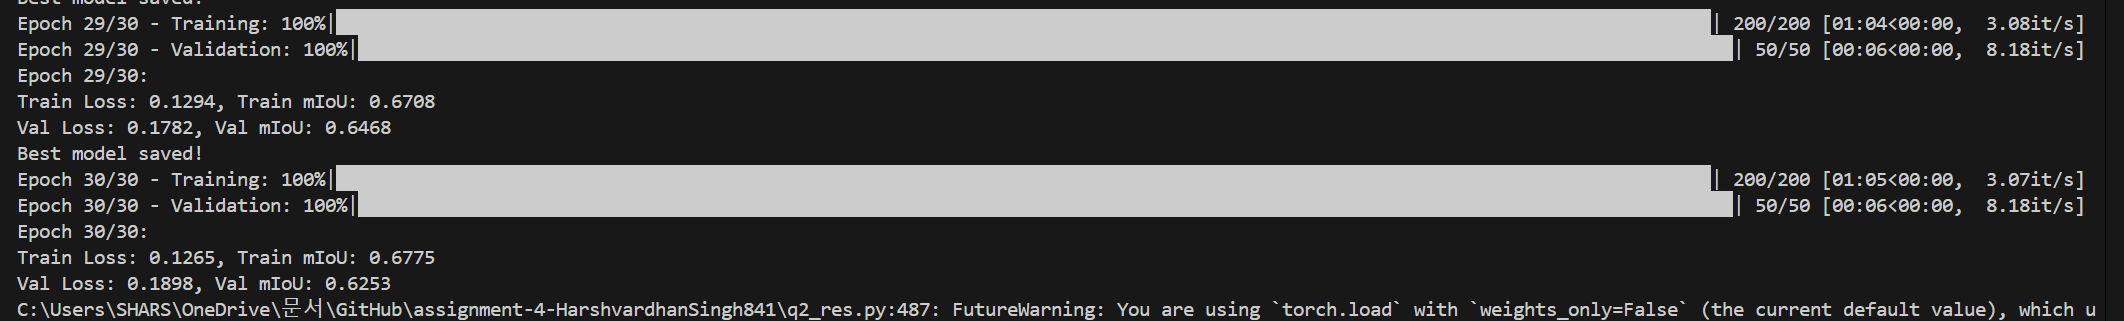 Best model saved!
Epoch 29/30 - Training: 100%| | 200/200 [01:04<00:00,  3.08it/s]
Epoch 29/30 - Validation: 100%| | 50/50 [00:06<00:00,  8.18it/s]
Epoch 29/30:
Train Loss: 0.1294, Train mIoU: 0.6708
Val Loss: 0.1782, Val mIoU: 0.6468
Best model saved!
Epoch 30/30 - Training: 100%| | 200/200 [01:05<00:00,  3.07it/s]
Epoch 30/30 - Validation: 100%| | 50/50 [00:06<00:00,  8.18it/s]
Epoch 30/30:
Train Loss: 0.1265, Train mIoU: 0.6775
Val Loss: 0.1898, Val mIoU: 0.6253
C:\Users\SHARS\OneDrive\문서\GitHub\assignment-4-HarshvardhanSingh841\q2_res.py:487: FutureWarning: You are using `torch.load` with `weights_only=False` (the current default value), which u